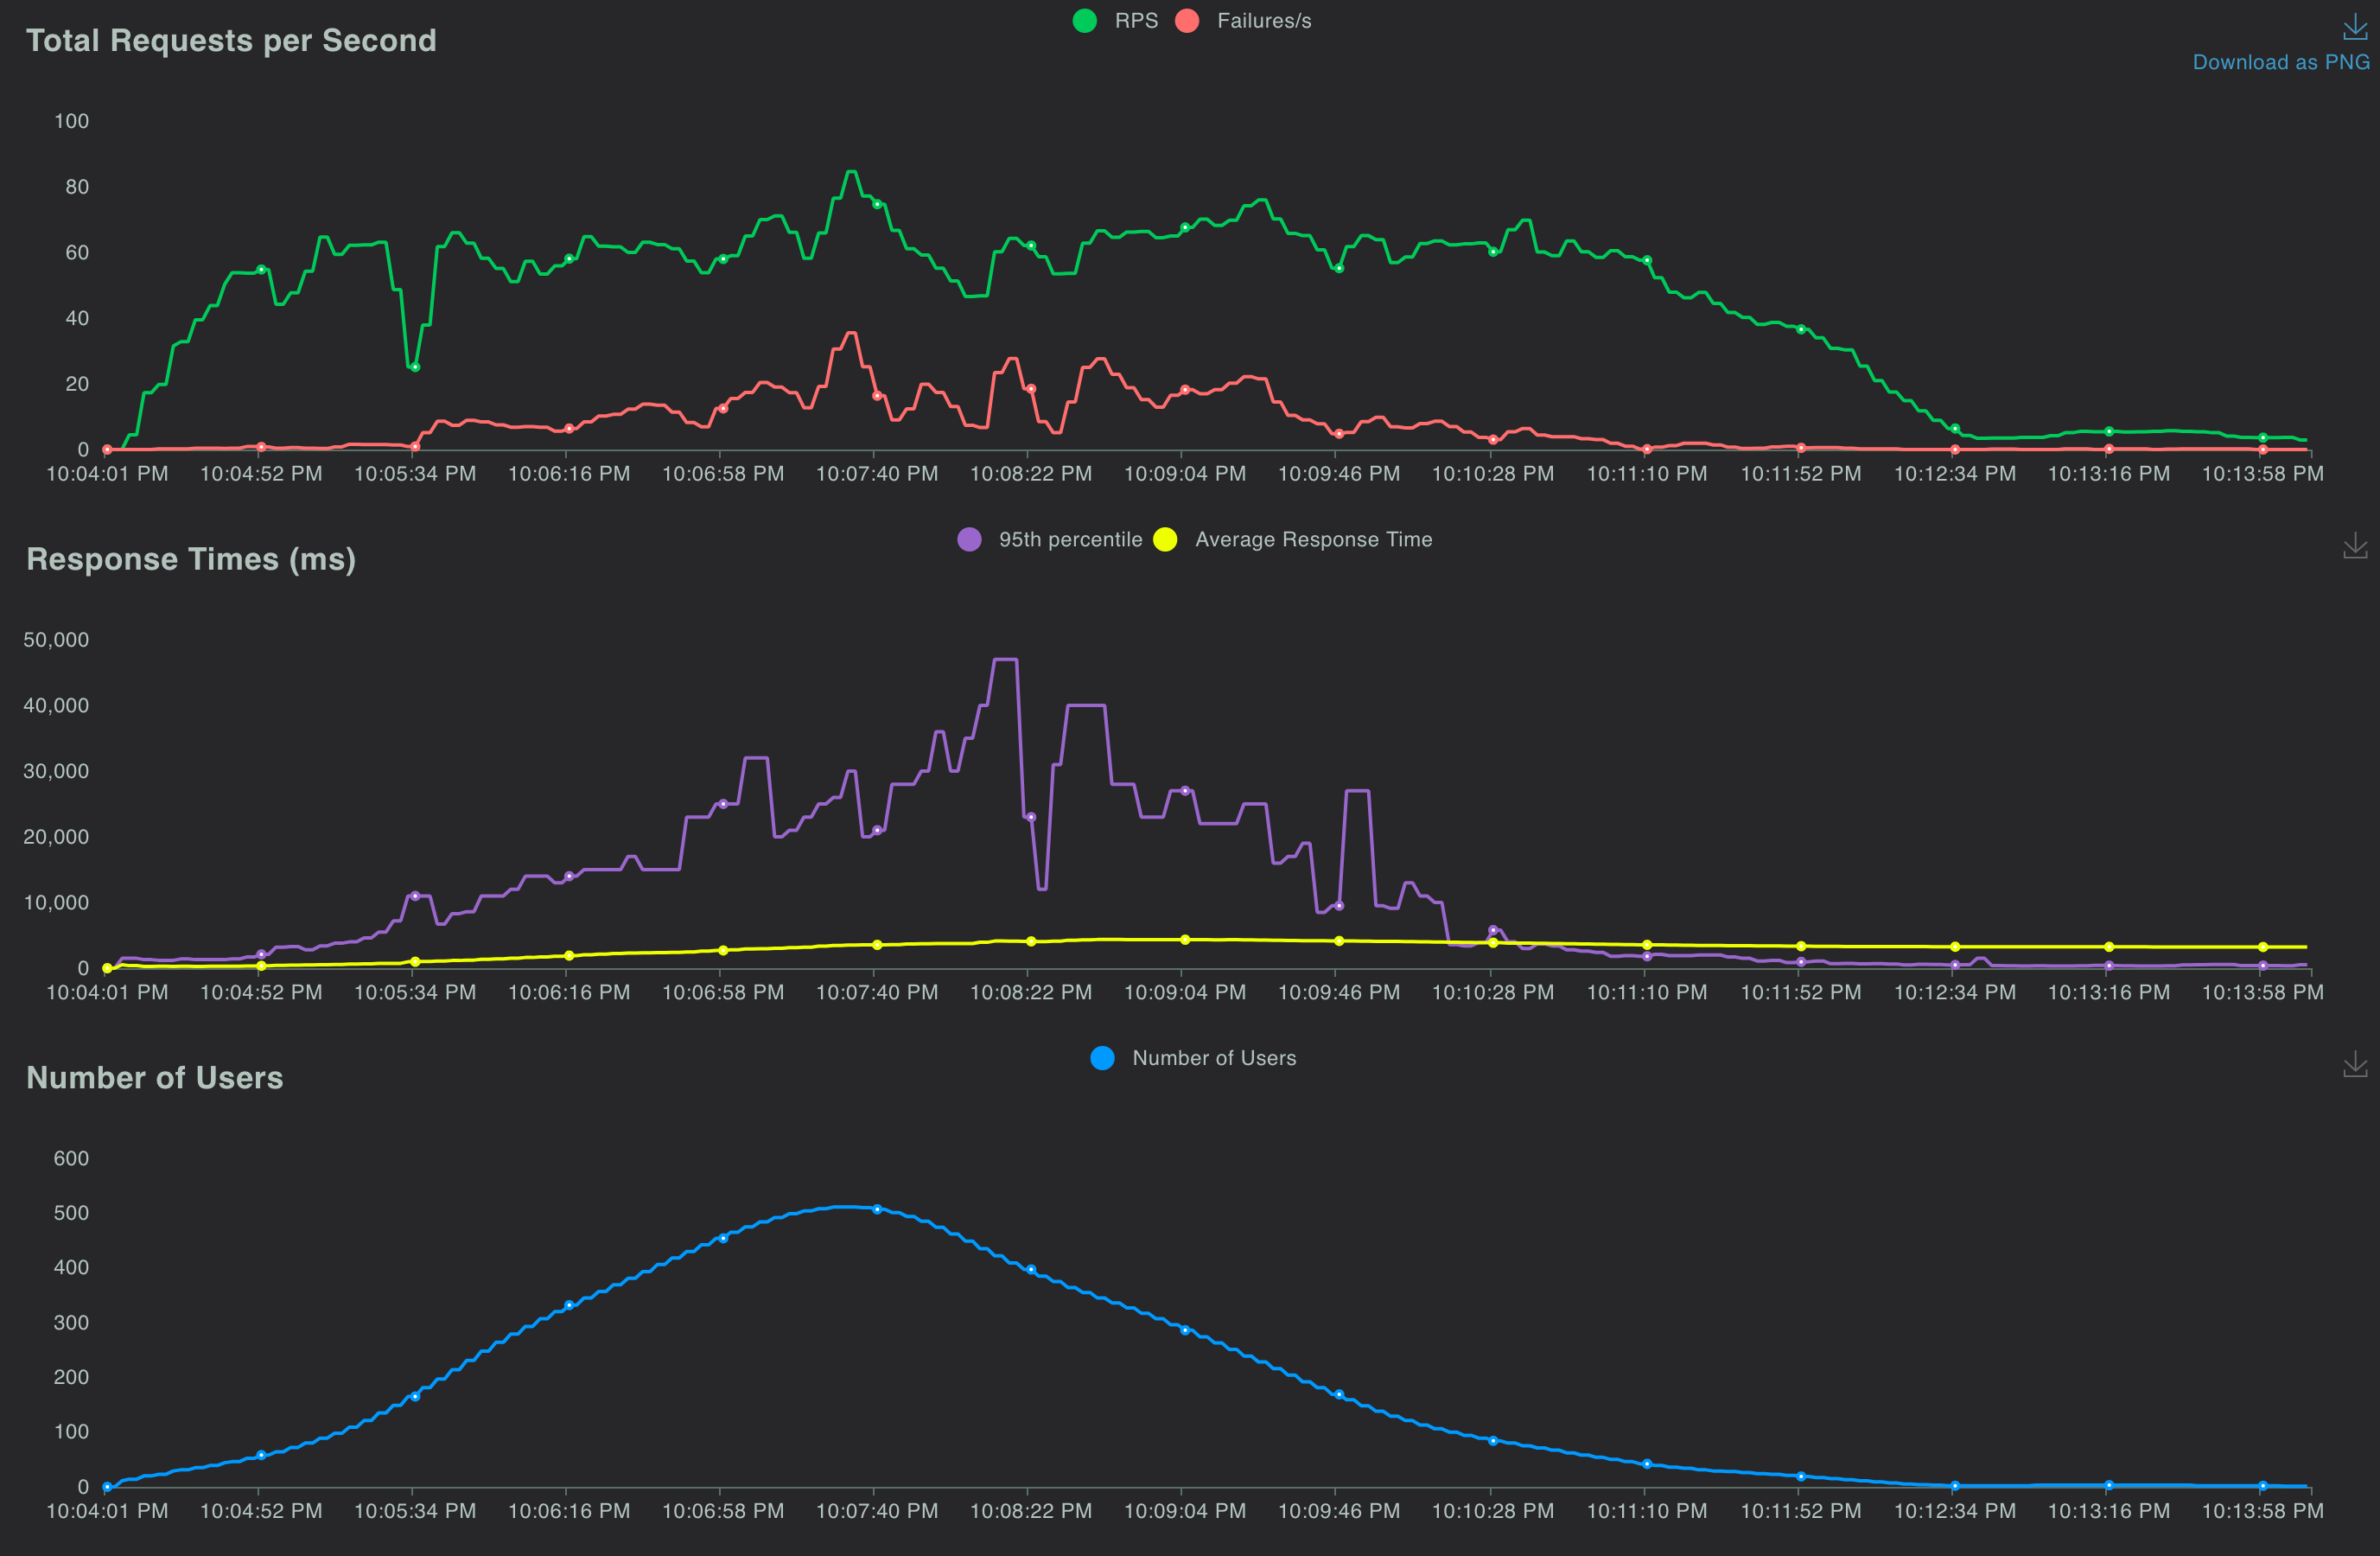 Total Requests per Second
RPS Failures/s
Download as PNG
100
80
60
40
20
0
10:04:01 PM 10:04:52 PM 10:05:34 PM 10:06:16 PM 10:06:58 PM 10:07:40 PM 10:08:22 PM 10:09:04 PM 10:09:46 PM 10:10:28 PM 10:11:10 PM 10:11:52 PM 10:12:34 PM 10:13:16 PM 10:13:58 PM
Response Times (ms)
95th percentile Average Response Time
50,000
40,000
30,000
20,000
10,000
0
10:04:01 PM 10:04:52 PM 10:05:34 PM 10:06:16 PM 10:06:58 PM 10:07:40 PM 10:08:22 PM 10:09:04 PM 10:09:46 PM 10:10:28 PM 10:11:10 PM 10:11:52 PM 10:12:34 PM 10:13:16 PM 10:13:58 PM
Number of Users
Number of Users
600
500
400
300
200
100
0
10:04:01 PM 10:04:52 PM 10:05:34 PM 10:06:16 PM 10:06:58 PM 10:07:40 PM 10:08:22 PM 10:09:04 PM 10:09:46 PM 10:10:28 PM 10:11:10 PM 10:11:52 PM 10:12:34 PM 10:13:16 PM 10:13:58 PM